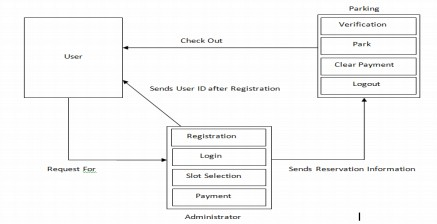 Parking
Verification
Park
Clear Payment
Logout
Check Out
User
Sends User ID after Registration
Registration
Login
Slot Selection
Payment
Administrator
Request For
Sends Reservation Information